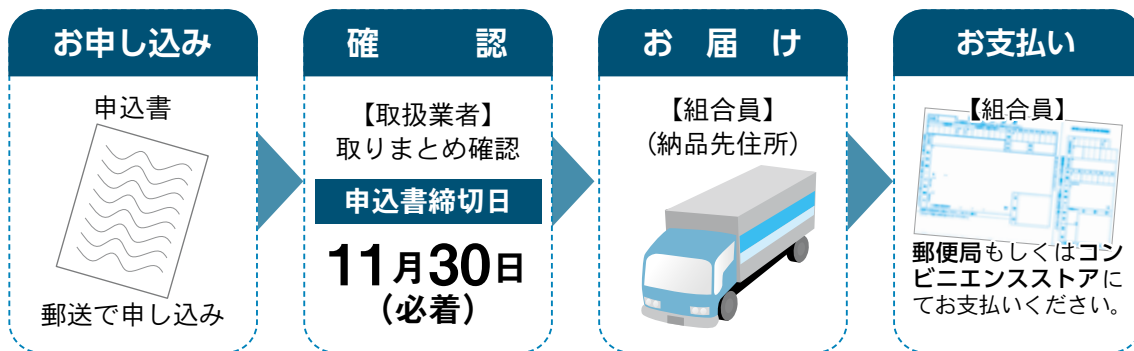 お申し込み
申込書
郵送で申し込み
確　認
【取扱業者】
取りまとめ確認
申込書締切日
11月30日
（必着）
お届け
【組合員】
（納品先住所）
お支払い
【組合員】
郵便局もしくはコン
ビニエンスストアに
てお支払いください。